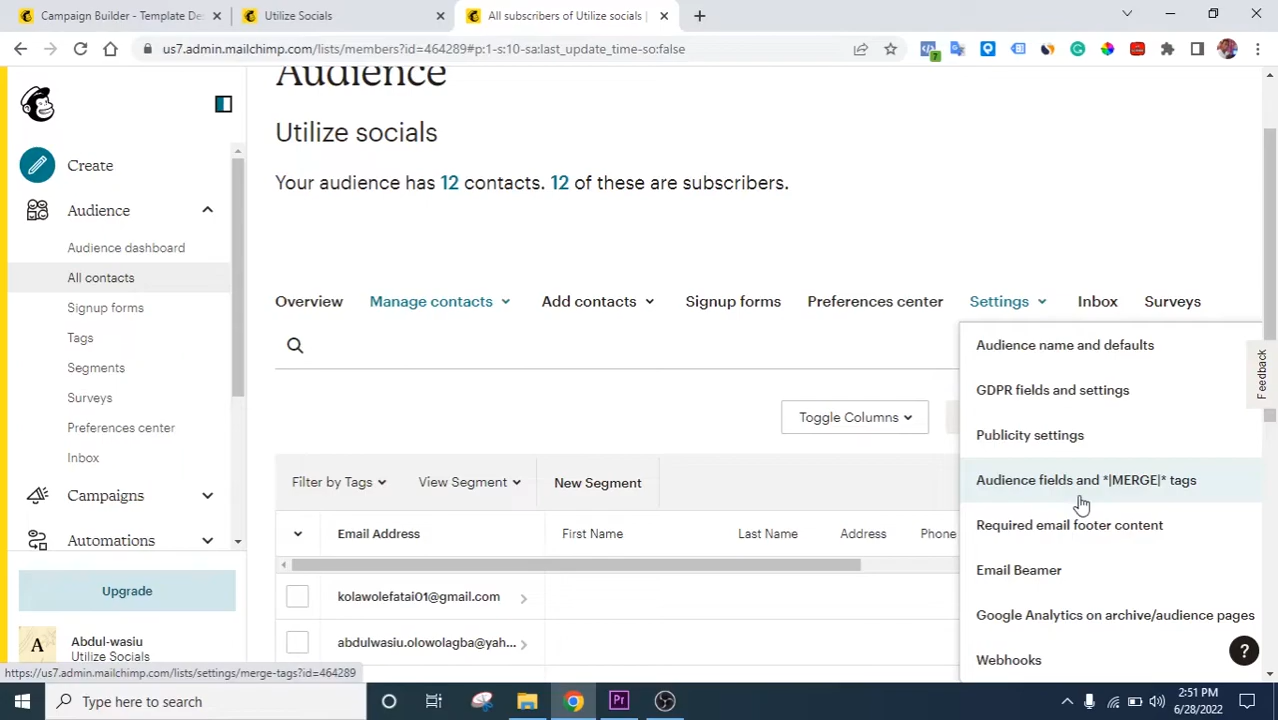 Campaign Builder - Template De
Utilize Socials
All subscribers of Utilize socials |
us7.admin.mailchimp.com/lists/members?id=464289#p:1-s:10-sa:last_update_time-so:false
7
Audience
Utilize socials
Your audience has 12 contacts. 12 of these are subscribers.
Create
Audience
Audience dashboard
All contacts
Signup forms
Tags
Segments
Surveys
Preferences center
Inbox
Campaigns
Automations
Upgrade
A
Abdul-wasiu
Utilize Socials
Overview
Manage contacts
Add contacts
Signup forms
Preferences center
Settings
Inbox
Surveys
Audience name and defaults
GDPR fields and settings
Publicity settings
Audience fields and *|MERGE|* tags
Required email footer content
Email Beamer
Google Analytics on archive/audience pages
Webhooks
Feedback
?
Toggle Columns
Filter by Tags
View Segment
New Segment
Email Address
First Name
Last Name
Address
Phone
kolawolefatai01@gmail.com
abdulwasiu.olowolagba@yah...
https://us7.admin.mailchimp.com/lists/settings/merge-tags?id=464289
Type here to search
Pr
2:51 PM
6/28/2022